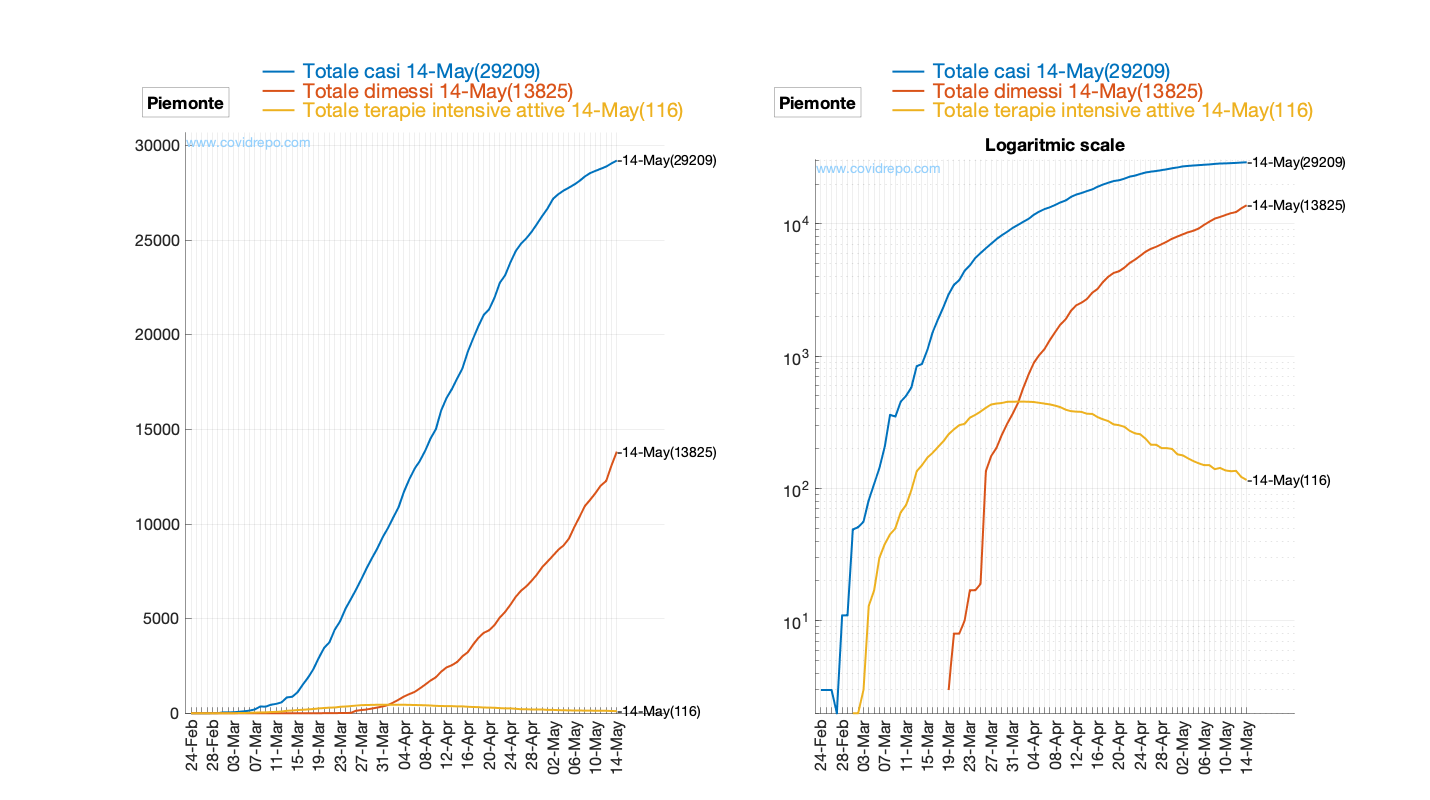 Totale casi 14-May(29209)
Totale dimessi 14-May(13825)
Totale terapie intensive attive 14-May(116)
Piemonte
www.covidrepo.com
30000
25000
20000
15000
10000
5000
0
14-May(29209)
14-May(13825)
14-May(116)
24-Feb
28-Feb
03-Mar
07-Mar
11-Mar
15-Mar
19-Mar
23-Mar
27-Mar
31-Mar
04-Apr
08-Apr
12-Apr
16-Apr
20-Apr
24-Apr
28-Apr
02-May
06-May
10-May
14-May
Totale casi 14-May(29209)
Totale dimessi 14-May(13825)
Totale terapie intensive attive 14-May(116)
Piemonte
Logaritmic scale
www.covidrepo.com
10^4
10^3
10^2
10^1
14-May(29209)
14-May(13825)
14-May(116)
24-Feb
28-Feb
03-Mar
07-Mar
11-Mar
15-Mar
19-Mar
23-Mar
27-Mar
31-Mar
04-Apr
08-Apr
12-Apr
16-Apr
20-Apr
24-Apr
28-Apr
02-May
06-May
10-May
14-May